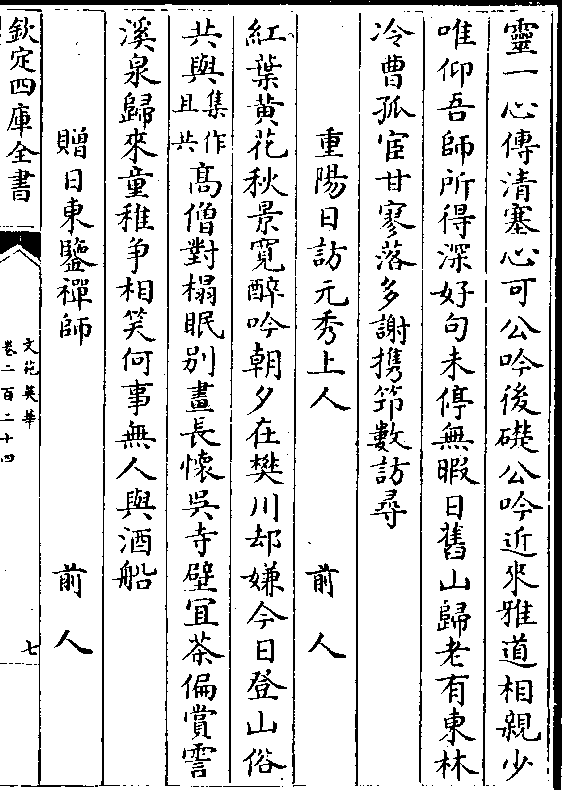 靈一心傳清塞心可公吟後礎公吟近來雅道相親少
唯仰吾師所得深好句未停無暇日舊山歸老有東林
冷曹孤宦甘寥落多謝携笻數訪尋
重陽日訪元秀上人 前人
紅葉黄花秋景寛醉吟朝夕在樊川却嫌今日登山俗
共與集作且共髙僧對榻眠别畫長懷吳寺壁宜茶偏賞霅
溪泉歸來童稚争相笑何事無人與酒船
贈日東鑒禪師 前人
欽定四庫全書
文苑英華
卷二百二十四
七